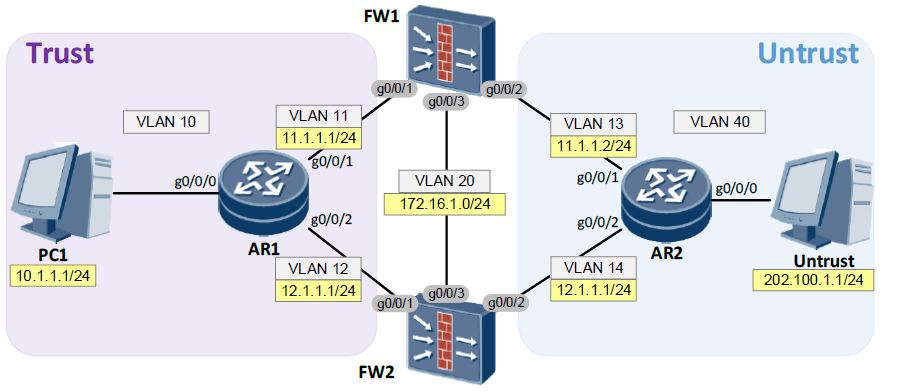 FW1
Trust
Untrust
g0/0/1
g0/0/2
g0/0/3
VLAN 10
VLAN 11
11.1.1.1/24
g0/0/1
VLAN 13
11.1.1.2/24
VLAN 40
g0/0/1
g0/0/0
VLAN 20
172.16.1.0/24
g0/0/0
g0/0/2
g0/0/2
PC1
10.1.1.1/24
AR1
AR2
Untrust
202.100.1.1/24
VLAN 12
12.1.1.1/24
VLAN 14
12.1.1.1/24
g0/0/1
g0/0/3
g0/0/2
FW2